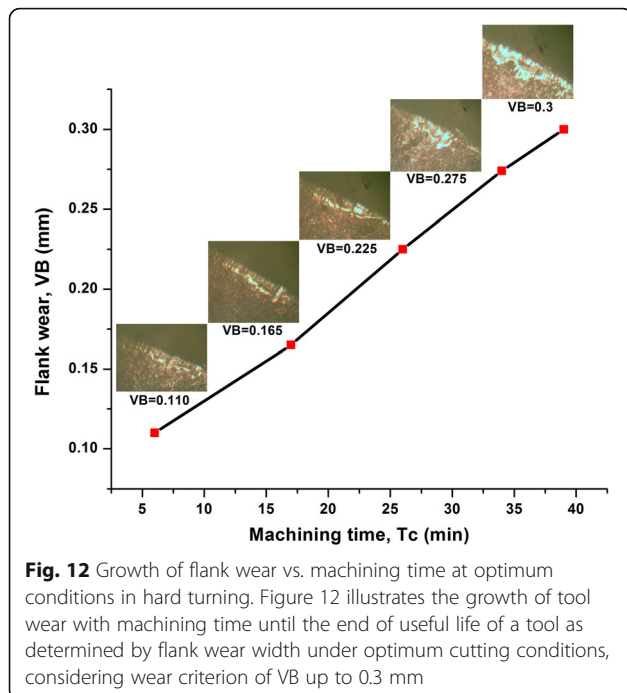 VB=0.3
VB=0.275
VB=0.225
VB=0.165
VB=0.110
Flank wear, VB (mm)
0.30
0.25
0.20
0.15
0.10
5 10 15 20 25 30 35 40
Machining time, Tc (min)
Fig. 12 Growth of flank wear vs. machining time at optimum
conditions in hard turning. Figure 12 illustrates the growth of tool
wear with machining time until the end of useful life of a tool as
determined by flank wear width under optimum cutting conditions,
considering wear criterion of VB up to 0.3 mm